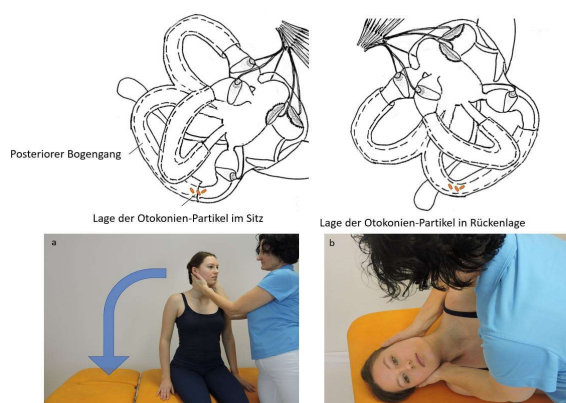 Posteriorer Bogengang
Lage der Otokonien-Partikel im Sitz
Lage der Otokonien-Partikel in Rückenlage
a
b